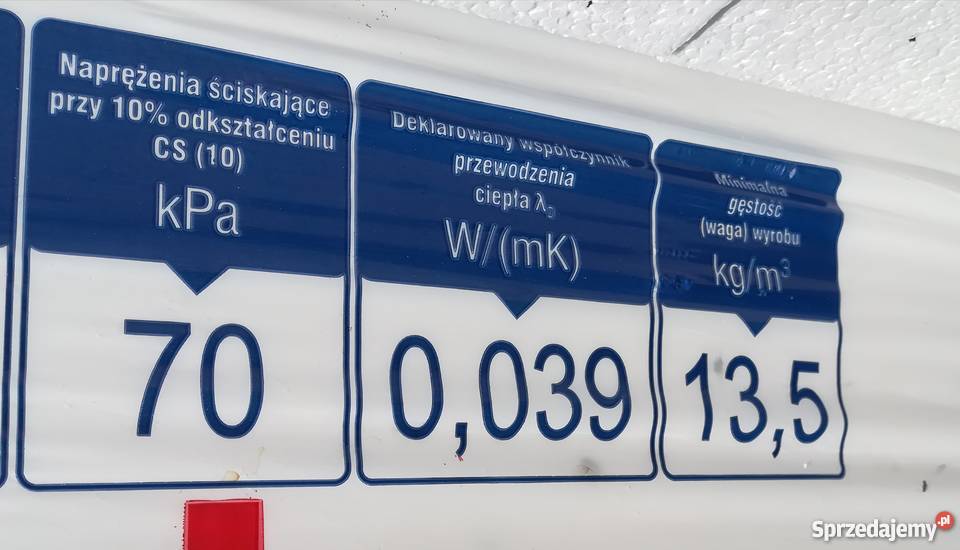 Naprężenia ściskające
przy 10% odkształceniu
CS (10)
kPa
70
Deklarowany współczynnik
przewodzenia
ciepła λD
W/(mK)
0,039
Minimalna
gęstość
(waga) wyrobu
kg/m³
13,5
Sprzedajemy.pl